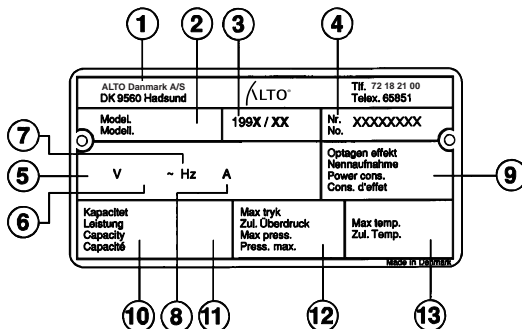 1 2 3 4
ALTO Danmark A/S
DK 9560 Hadsund
ALTO®
Tlf. 72 18 21 00
Telex. 65851
Model.
Modell.
199X / XX
Nr.
No.
XXXXXXXX
7
5
6
V ~ Hz A
8
Optagen effekt
Nennaufnahme
Power cons.
Cons. d'effet
9
Kapacitet
Leistung
Capacity
Capacité
Max tryk
Zul. Überdruck
Max press.
Press. max.
Max temp.
Zul. Temp.
Made in Denmark
10 11 12 13